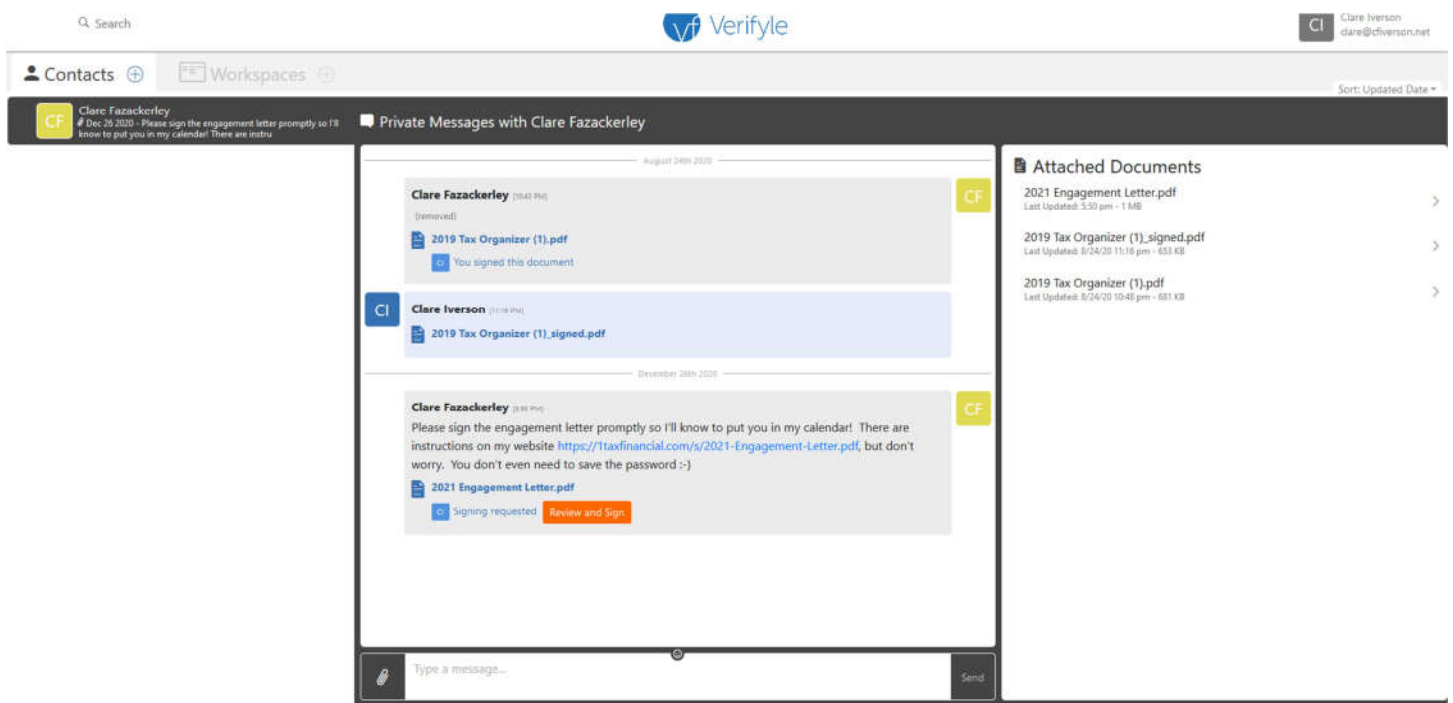 Search
vf Verifyle
CI
Clare Iverson
clare@cfiverson.net
Contacts
Workspaces
Sort: Updated Date
CF
Clare Fazackerley
Dec 26 2020 - Please sign the engagement letter promptly so I'll
know to put you in my calendar! There are instru
Private Messages with Clare Fazackerley
August 24th 2020
Clare Fazackerley
CF
(removed)
2019 Tax Organizer (1).pdf
CI You signed this document
CI
Clare Iverson [11:16 PM]
2019 Tax Organizer (1)_signed.pdf
Clare Fazackerley
CF
Please sign the engagement letter promptly so I'll know to put you in my calendar! There are
instructions on my website https://1taxfinancial.com/s/2021-Engagement-Letter.pdf, but don't
worry. You don't even need to save the password :-)
2021 Engagement Letter.pdf
CI Signing requested Review and Sign
Type a message...
Send
Attached Documents
2021 Engagement Letter.pdf
Last Updated: 5:50 pm - 1 MB
2019 Tax Organizer (1)_signed.pdf
Last Updated: 8/24/20 11:16 pm - 653 KB
2019 Tax Organizer (1).pdf
Last Updated: 8/24/20 10:48 pm - 681 KB